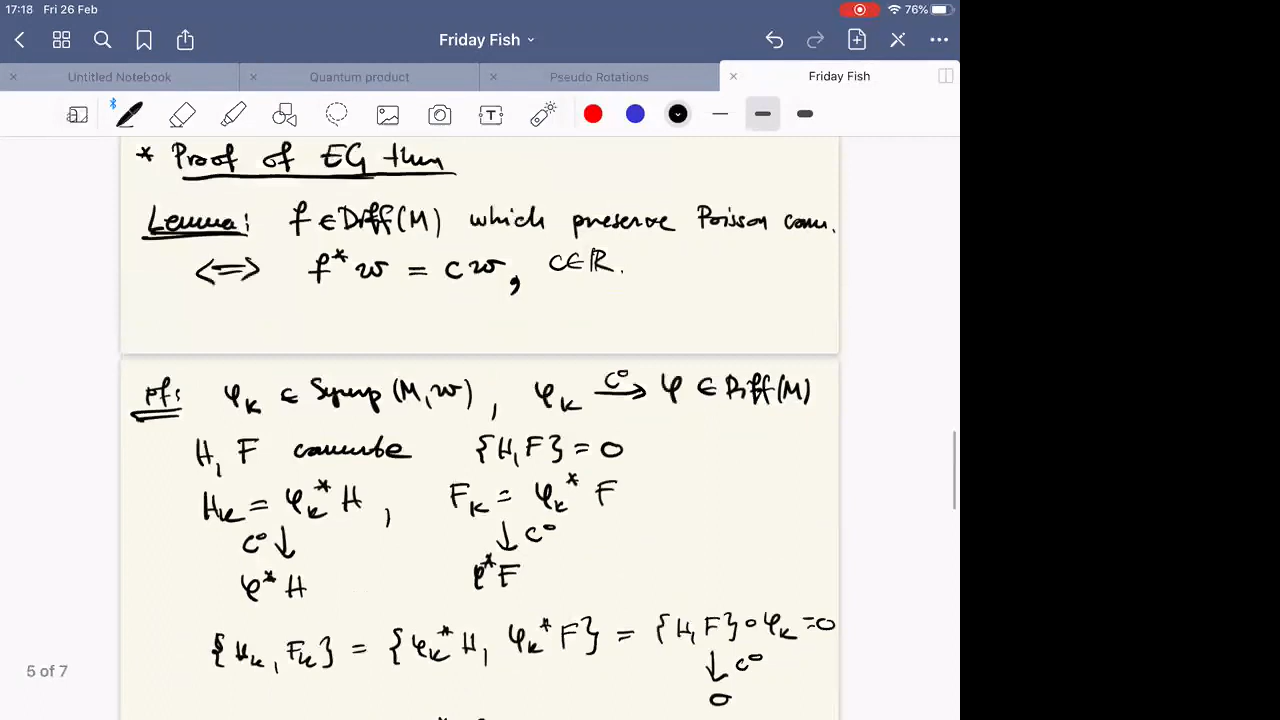 17:18 Fri 26 Feb 76%
Friday Fish
Untitled Notebook Quantum product Pseudo Rotations Friday Fish
* Proof of EG thm
Lemma: f ∈ Diff(M) which preserve Poisson comm.
⟺ f*ω = cω, c∈ℝ.
Pf: φ_k ∈ Symp(M,ω), φ_k →^{C⁰} φ ∈ Diff(M)
H, F commute {H,F} = 0
H_k = φ_k* H, F_k = φ_k* F
C⁰ ↓ ↓ C⁰
φ* H φ* F
{H_k, F_k} = {φ_k* H, φ_k* F} = {H,F}∘φ_k = 0
↓ C⁰
5 of 7
0